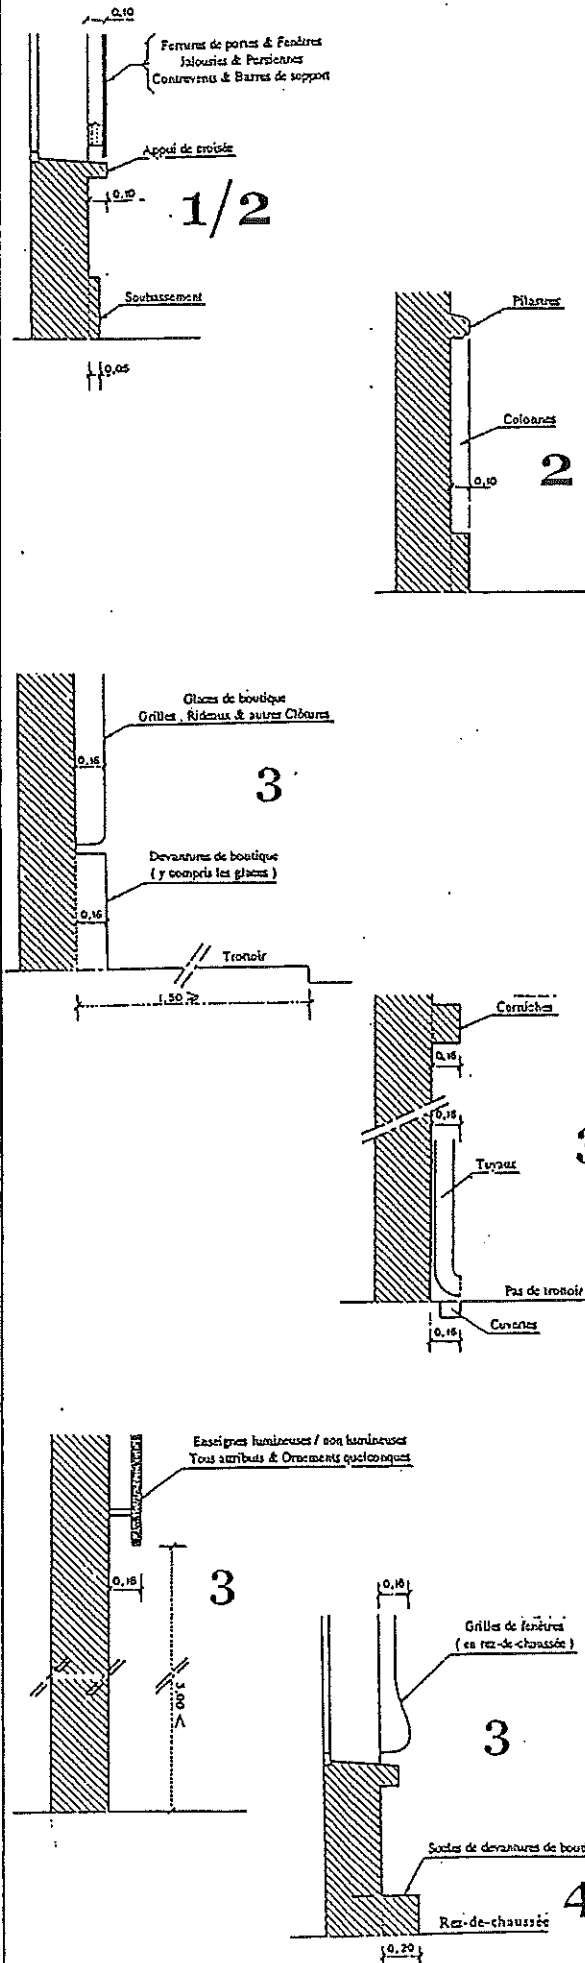 0,10
Ferrures de portes & Fenêtres
Jalousies & Persiennes
Contrevents & Barres de support
Appui de croisée
0,10
1/2
Soubassement
0,05
Pilastres
Colonnes
2
0,10
Glaces de boutique
Grilles, Rideaux & autres Clôtures
0,16
3
Devantures de boutique
( y compris les glaces )
0,16
Trottoir
1,50 ≥
Corniches
0,16
0,16
3
Tuyaux
Pas de trottoir
Cuvettes
0,16
Enseignes lumineuses / non lumineuses
Tous attributs & Ornements quelconques
0,16
3
3,00 <
0,16
Grilles de fenêtres
( en rez-de-chaussée )
3
Socles de devantures de bout
4
Rez-de-chaussée
0,20